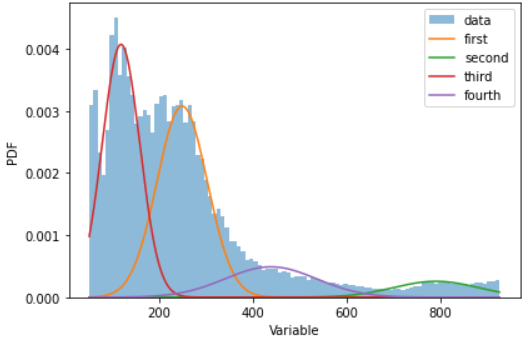 data
first
second
third
fourth
0.004
0.003
0.002
0.001
0.000
PDF
200
400
600
800
Variable